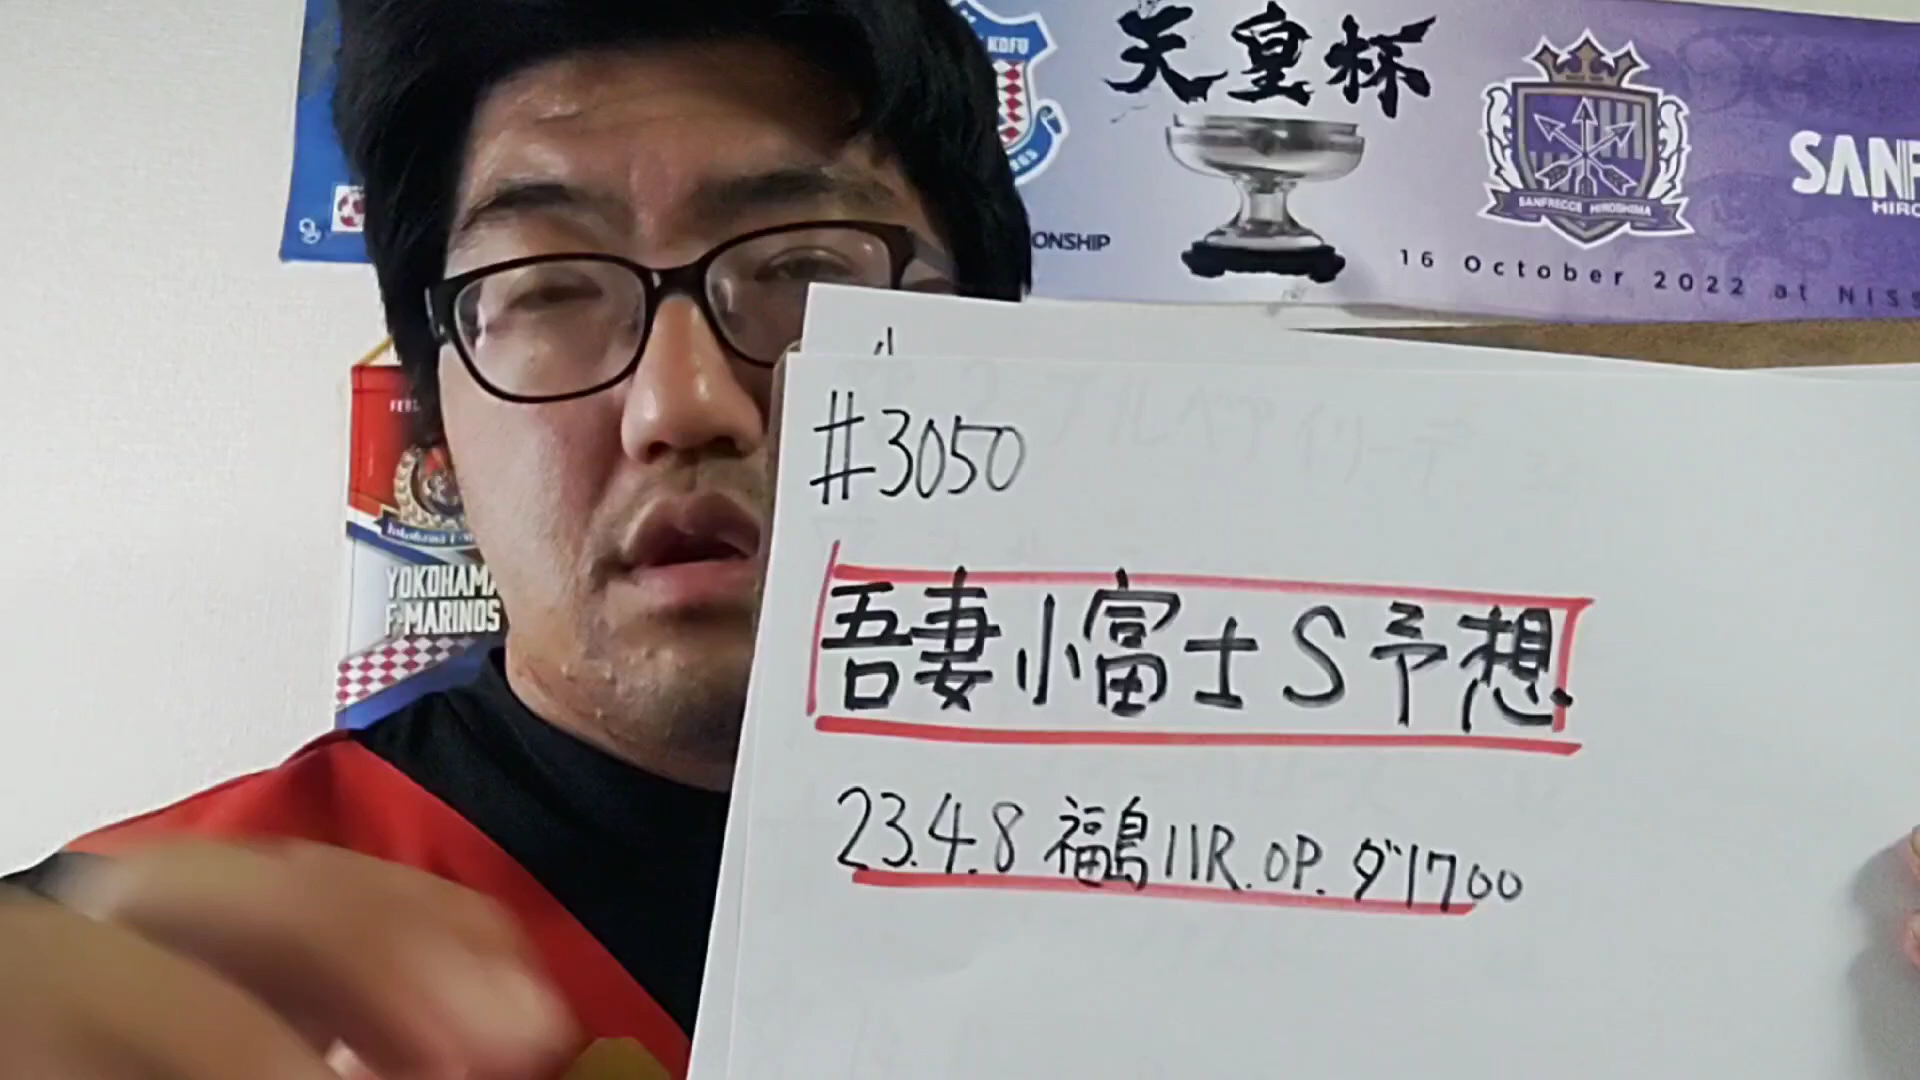 KOFU
天皇杯
SANFRECCE HIROSHIMA
SANF
HIRO
ONSHIP
16 October 2022 at NISS
YOKOHAMA
F·MARINOS
#3050
吾妻小富士S予想
23.4.8 福島11R.OP.ダ1700